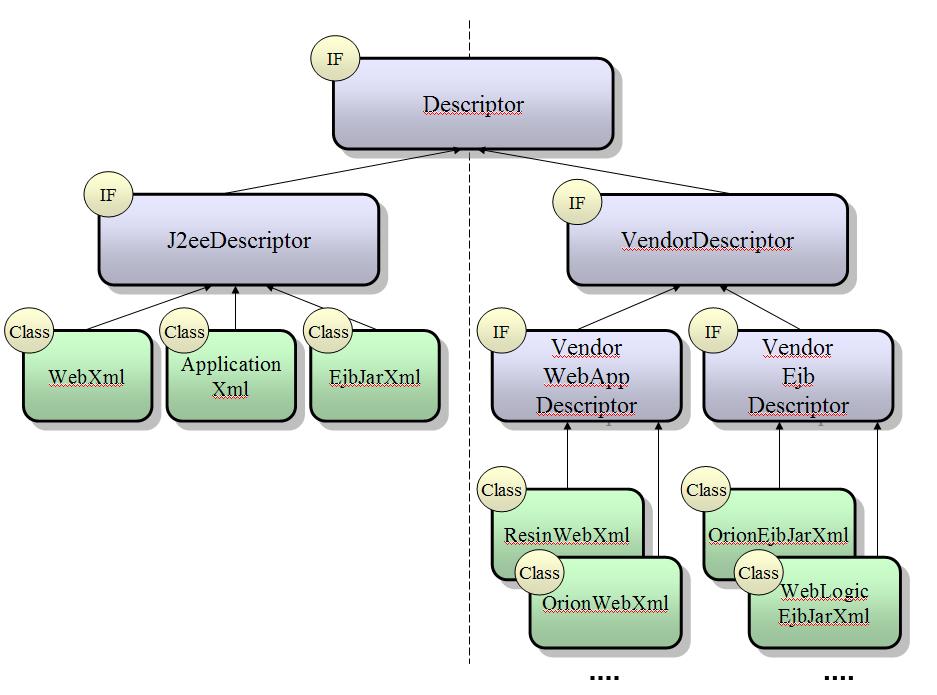 IF
Descriptor
IF
J2eeDescriptor
IF
VendorDescriptor
Class
WebXml
Class
Application
Xml
Class
EjbJarXml
IF
Vendor
WebApp
Descriptor
IF
Vendor
Ejb
Descriptor
Class
ResinWebXml
Class
OrionWebXml
Class
OrionEjbJarXml
Class
WebLogic
EjbJarXml
....
....